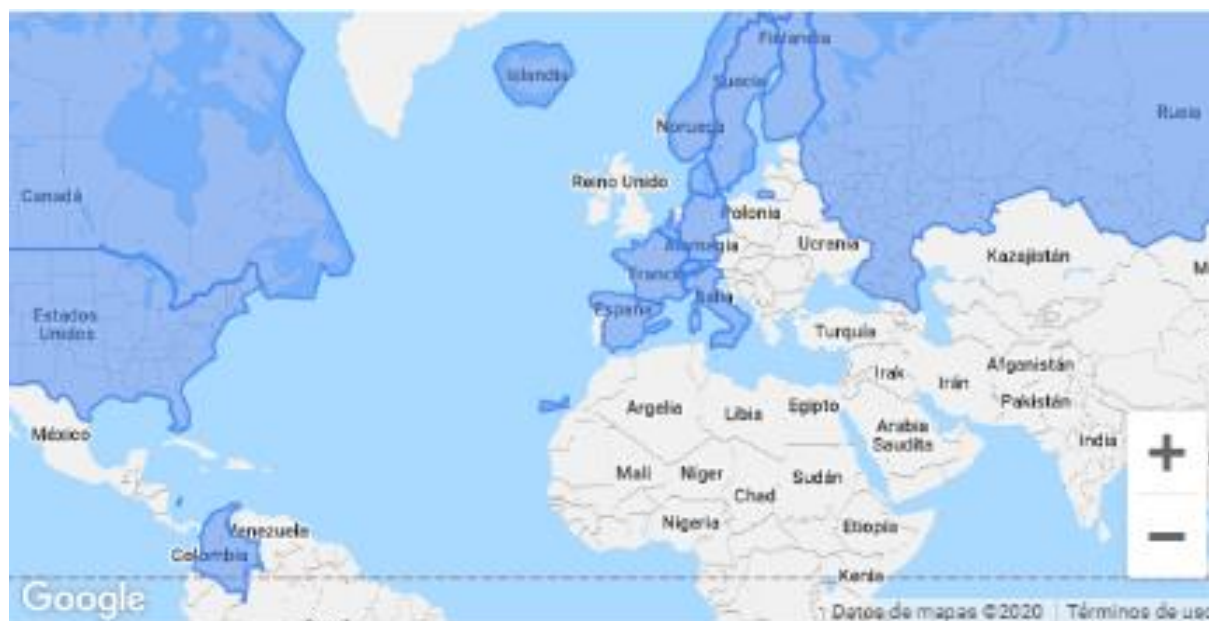 Finlandia
Islandia
Suecia
Rusia
Noruega
Reino Unido
Canadá
Polonia
Alemania
Ucrania
Kazajistán
M
Francia
Italia
España
Estados
Unidos
Turquía
Afganistán
Irak
Irán
Pakistán
Argelia
Libia
Egipto
Arabia
Saudita
México
India
Mali
Níger
Sudán
Chad
Nigeria
Etiopía
Venezuela
Colombia
Kenia
Google
Datos de mapas ©2020
Términos de uso
+
−